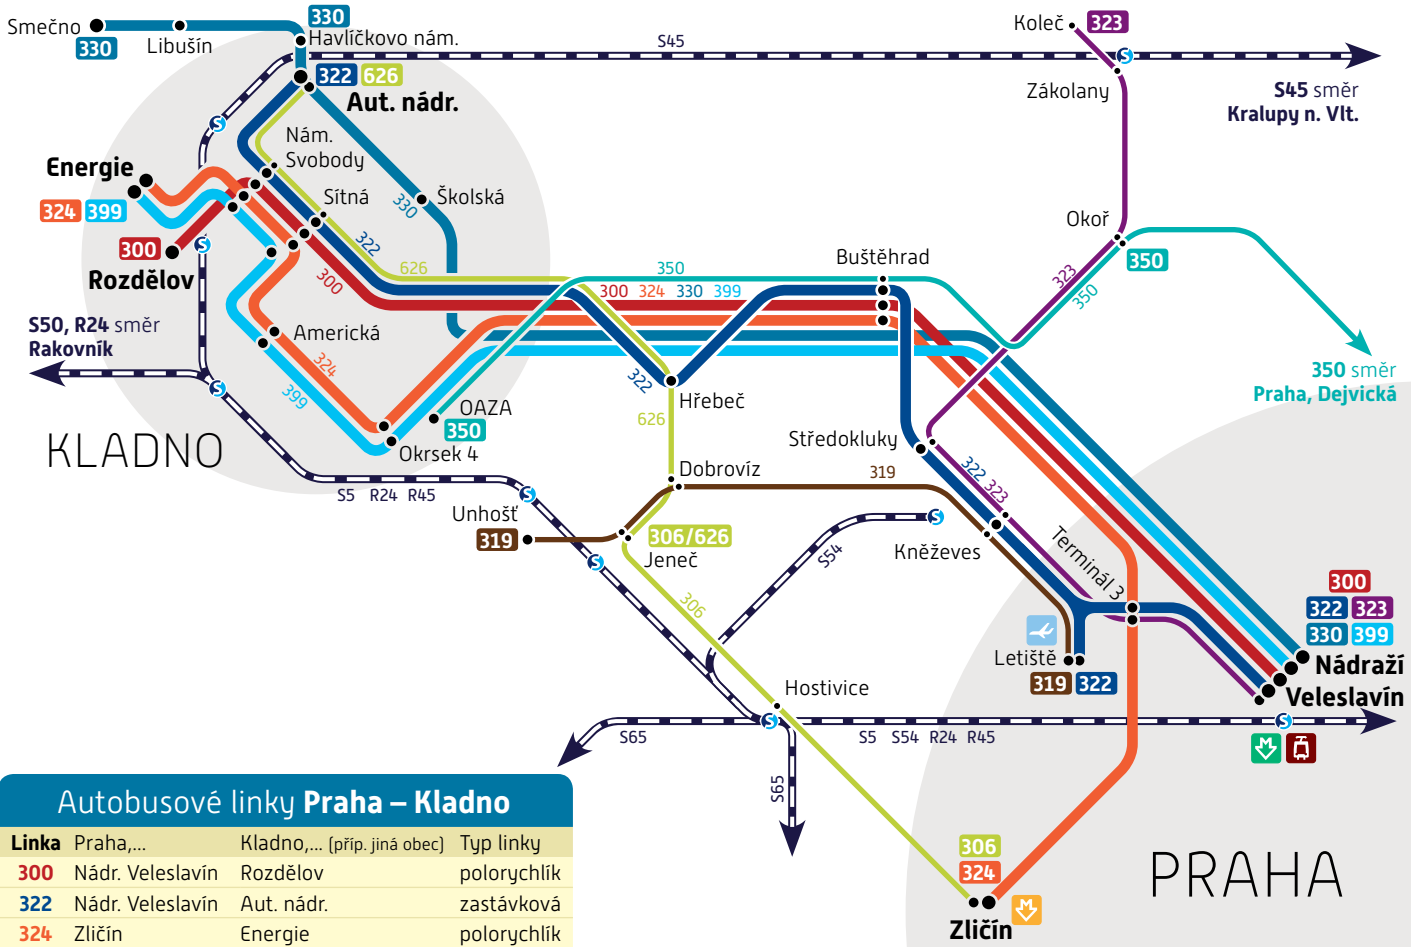 Smečno
330
Libušín
330
Havlíčkovo nám.
322 626
Aut. nádr.
S45
Koleč 323
Zákolany
S45 směr
Kralupy n. Vlt.
Nám.
Svobody
Energie
324 399
Sítná
330
Školská
300
Rozdělov
322
300
626
350
300 324 330 399
Buštěhrad
Okoř
350
323
350
S50, R24 směr
Rakovník
Americká
324
399
322
Hřebeč
626
350 směr
Praha, Dejvická
KLADNO
OAZA
350
Okrsek 4
Středokluky
322
323
Dobrovíz
319
S5 R24 R45
Unhošť
319
306/626
Jeneč
S54
Kněževes
Terminál 3
306
Letiště
319 322
300
322 323
330 399
Nádraží
Veleslavín
Hostivice
S65
S5 S54 R24 R45
S65
306
324
Zličín
PRAHA
Autobusové linky Praha – Kladno
Linka Praha,... Kladno,... (příp. jiná obec) Typ linky
300 Nádr. Veleslavín Rozdělov polorychlík
322 Nádr. Veleslavín Aut. nádr. zastávková
324 Zličín Energie polorychlík